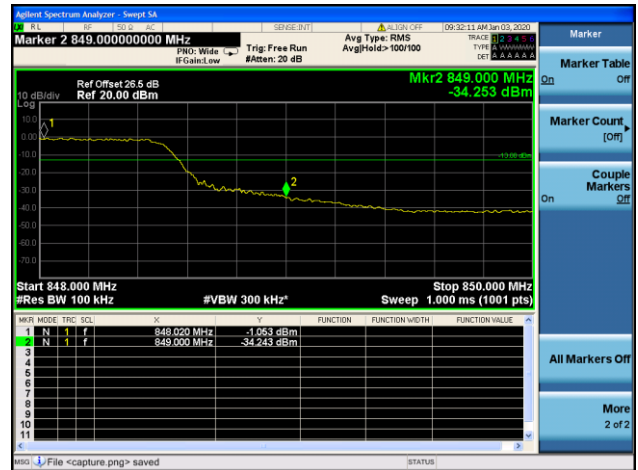 Agilent Spectrum Analyzer - Swept SA
RL RF 50 Ω AC SENSE:INT ALIGN OFF 09:32:11 AM Jan 03, 2020
Marker 2 849.000000000 MHz
PNO: Wide
IFGain:Low
Trig: Free Run
#Atten: 20 dB
Avg Type: RMS
Avg|Hold:> 100/100
TRACE 1 2 3 4 5 6
TYPE A WWWWW
DET A A A A A A
Ref Offset 26.5 dB
10 dB/div Ref 20.00 dBm
Log
Mkr2 849.000 MHz
-34.253 dBm
10.0
0.00
-10.0
-20.0
-30.0
-40.0
-50.0
-60.0
-70.0
1
2
-13.00 dBm
Start 848.000 MHz Stop 850.000 MHz
#Res BW 100 kHz #VBW 300 kHz* Sweep 1.000 ms (1001 pts)
MKR MODE TRC SCL X Y FUNCTION FUNCTION WIDTH FUNCTION VALUE
1 N 1 f 848.020 MHz -1.053 dBm
2 N 1 f 849.000 MHz -34.243 dBm
3
4
5
6
7
8
9
10
11
MSG File <capture.png> saved STATUS
Marker
Marker Table
On Off
Marker Count
[Off]
Couple
Markers
On Off
All Markers Off
More
2 of 2